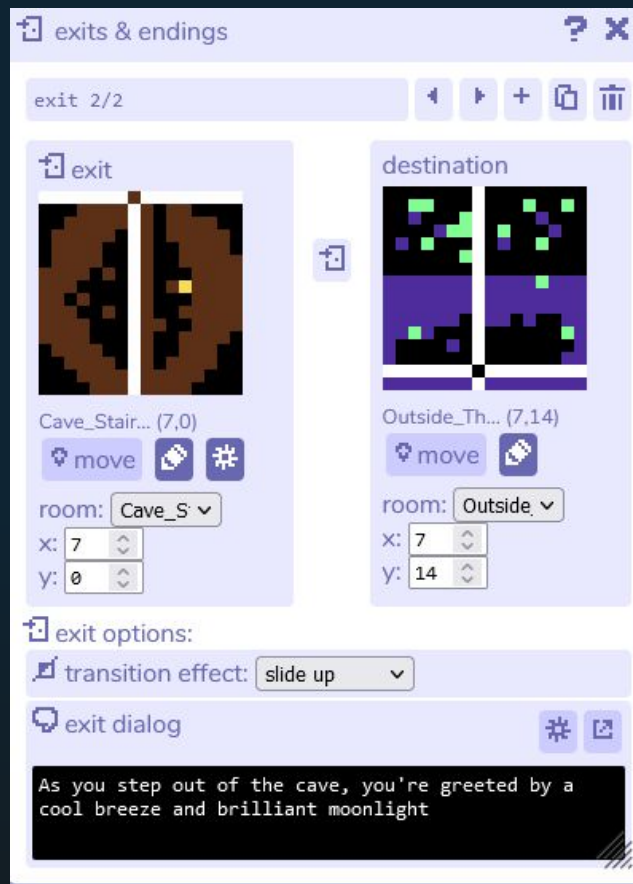 exits & endings
exit 2/2
exit
destination
Cave_Stair... (7,0)
Outside_Th... (7,14)
move
move
room: Cave_S
room: Outside
x: 7
x: 7
y: 0
y: 14
exit options:
transition effect: slide up
exit dialog
As you step out of the cave, you're greeted by a
cool breeze and brilliant moonlight